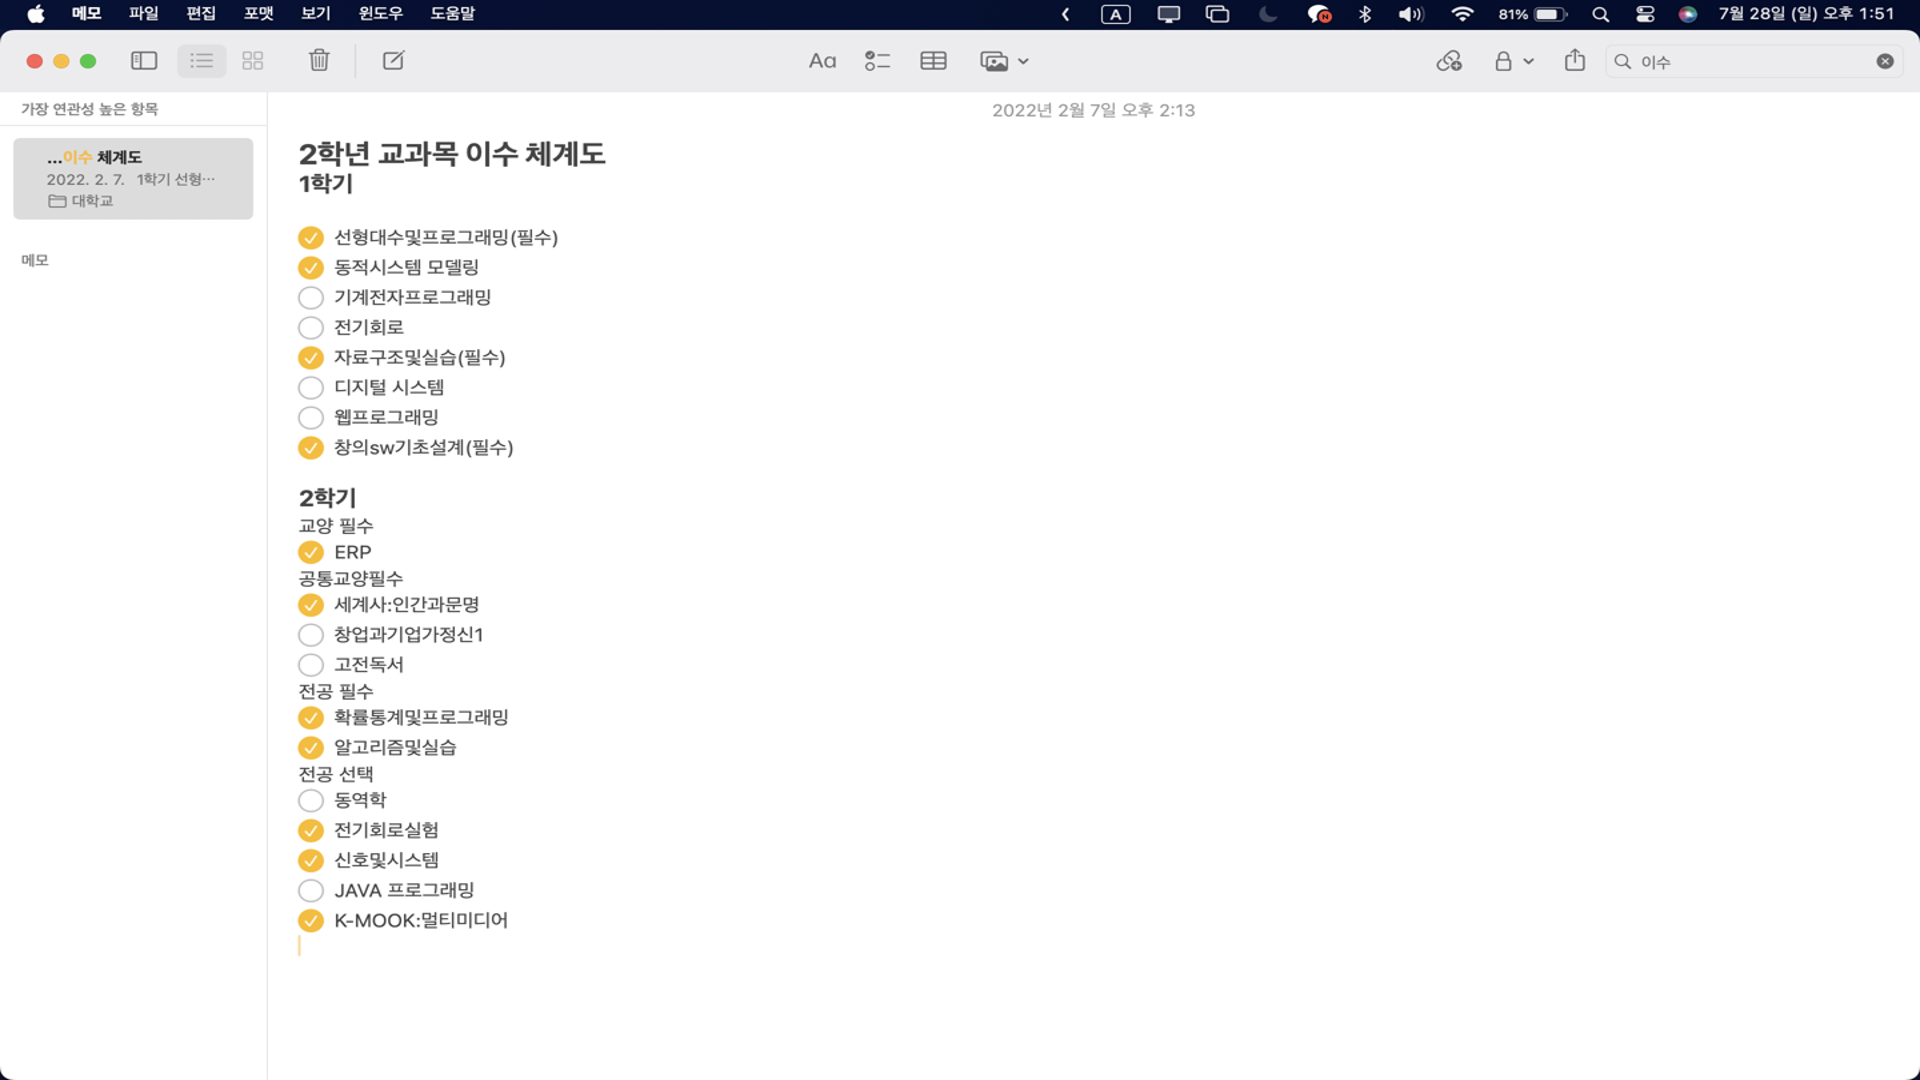 메모 파일 편집 포맷 보기 윈도우 도움말 A N 81% 7월 28일 (일) 오후 1:51
Aa 이수
가장 연관성 높은 항목
...이수 체계도
2022. 2. 7. 1학기 선형...
대학교
메모
2022년 2월 7일 오후 2:13
2학년 교과목 이수 체계도
1학기
선형대수및프로그래밍(필수)
동적시스템 모델링
기계전자프로그래밍
전기회로
자료구조및실습(필수)
디지털 시스템
웹프로그래밍
창의sw기초설계(필수)
2학기
교양 필수
ERP
공통교양필수
세계사:인간과문명
창업과기업가정신1
고전독서
전공 필수
확률통계및프로그래밍
알고리즘및실습
전공 선택
동역학
전기회로실험
신호및시스템
JAVA 프로그래밍
K-MOOK:멀티미디어